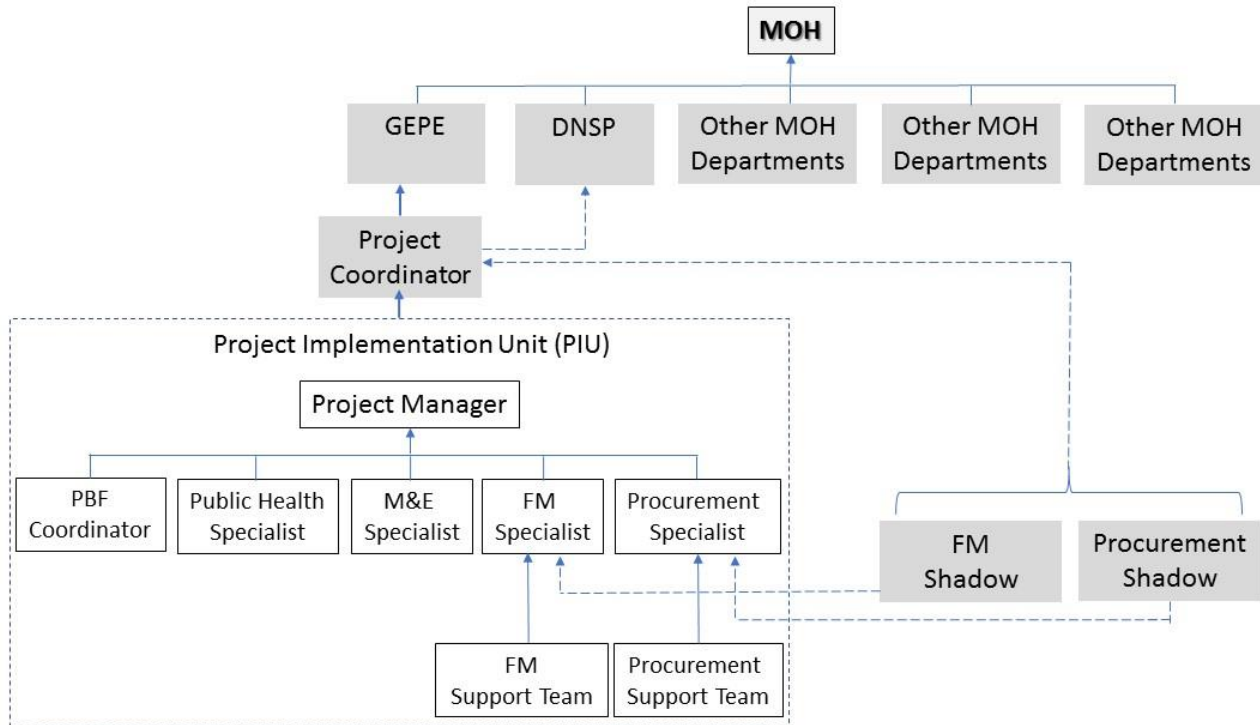 MOH
GEPE
DNSP
Other MOH
Departments
Other MOH
Departments
Other MOH
Departments
Project
Coordinator
Project Implementation Unit (PIU)
Project Manager
PBF
Coordinator
Public Health
Specialist
M&E
Specialist
FM
Specialist
Procurement
Specialist
FM
Shadow
Procurement
Shadow
FM
Support Team
Procurement
Support Team